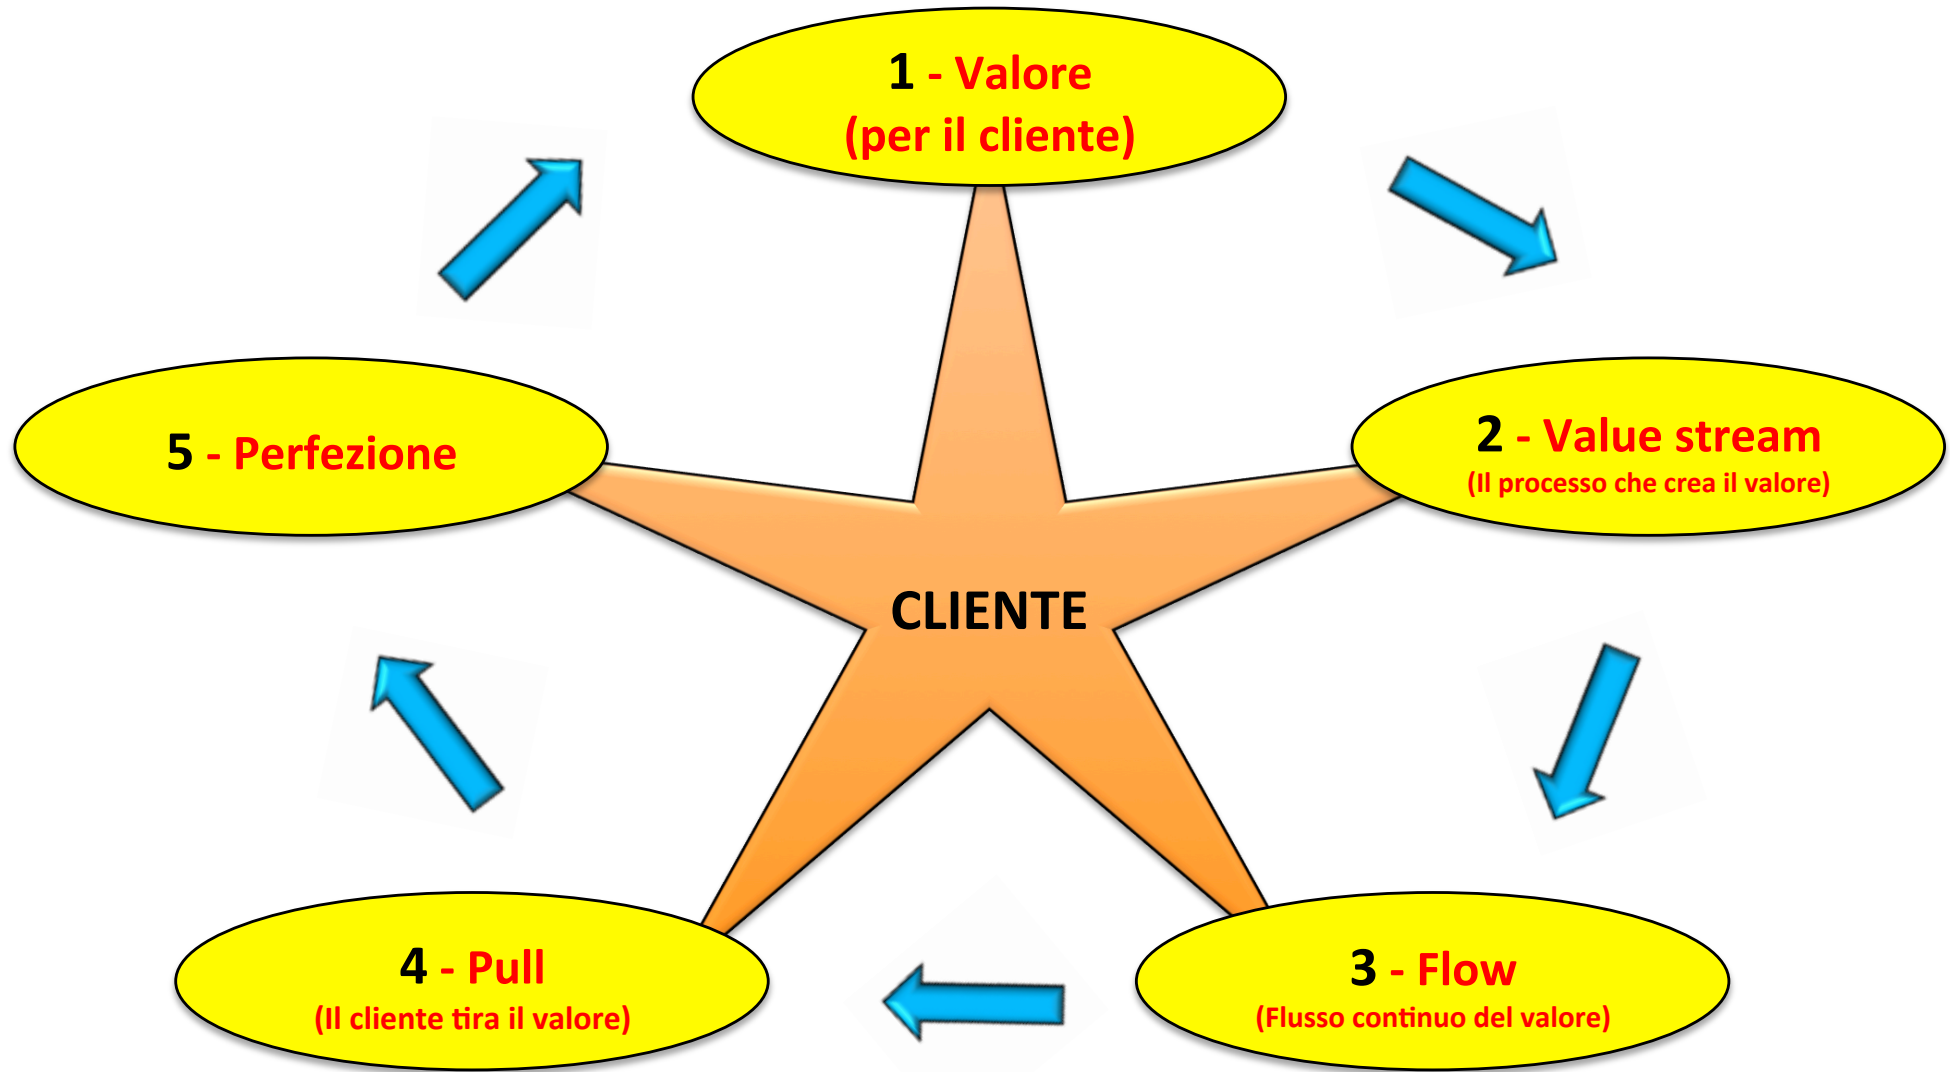 1 - Valore
(per il cliente)
2 - Value stream
(Il processo che crea il valore)
3 - Flow
(Flusso continuo del valore)
4 - Pull
(Il cliente tira il valore)
5 - Perfezione
CLIENTE